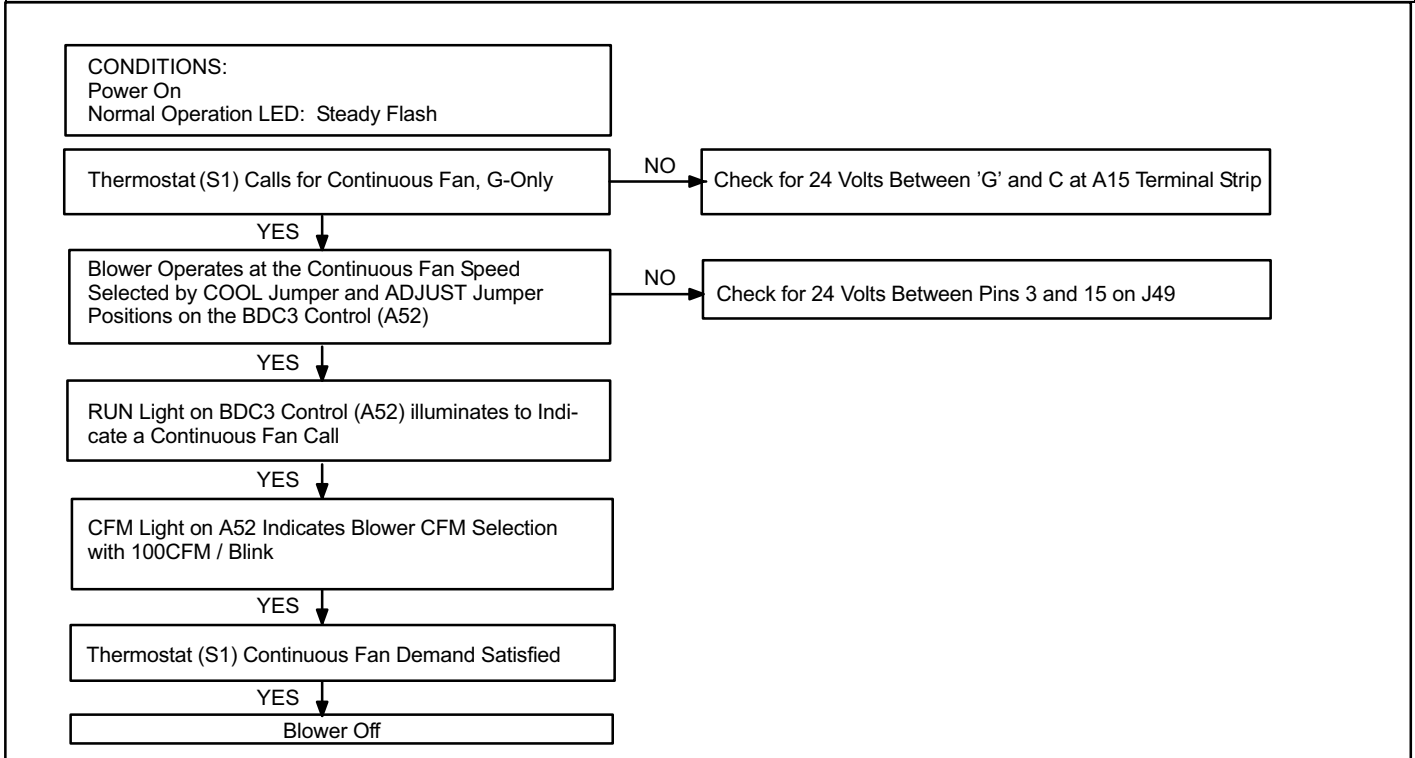 CONDITIONS:
Power On
Normal Operation LED: Steady Flash
Thermostat (S1) Calls for Continuous Fan, G-Only
NO
Check for 24 Volts Between 'G' and C at A15 Terminal Strip
YES
Blower Operates at the Continuous Fan Speed
Selected by COOL Jumper and ADJUST Jumper
Positions on the BDC3 Control (A52)
NO
Check for 24 Volts Between Pins 3 and 15 on J49
YES
RUN Light on BDC3 Control (A52) illuminates to Indi-
cate a Continuous Fan Call
YES
CFM Light on A52 Indicates Blower CFM Selection
with 100CFM / Blink
YES
Thermostat (S1) Continuous Fan Demand Satisfied
YES
Blower Off